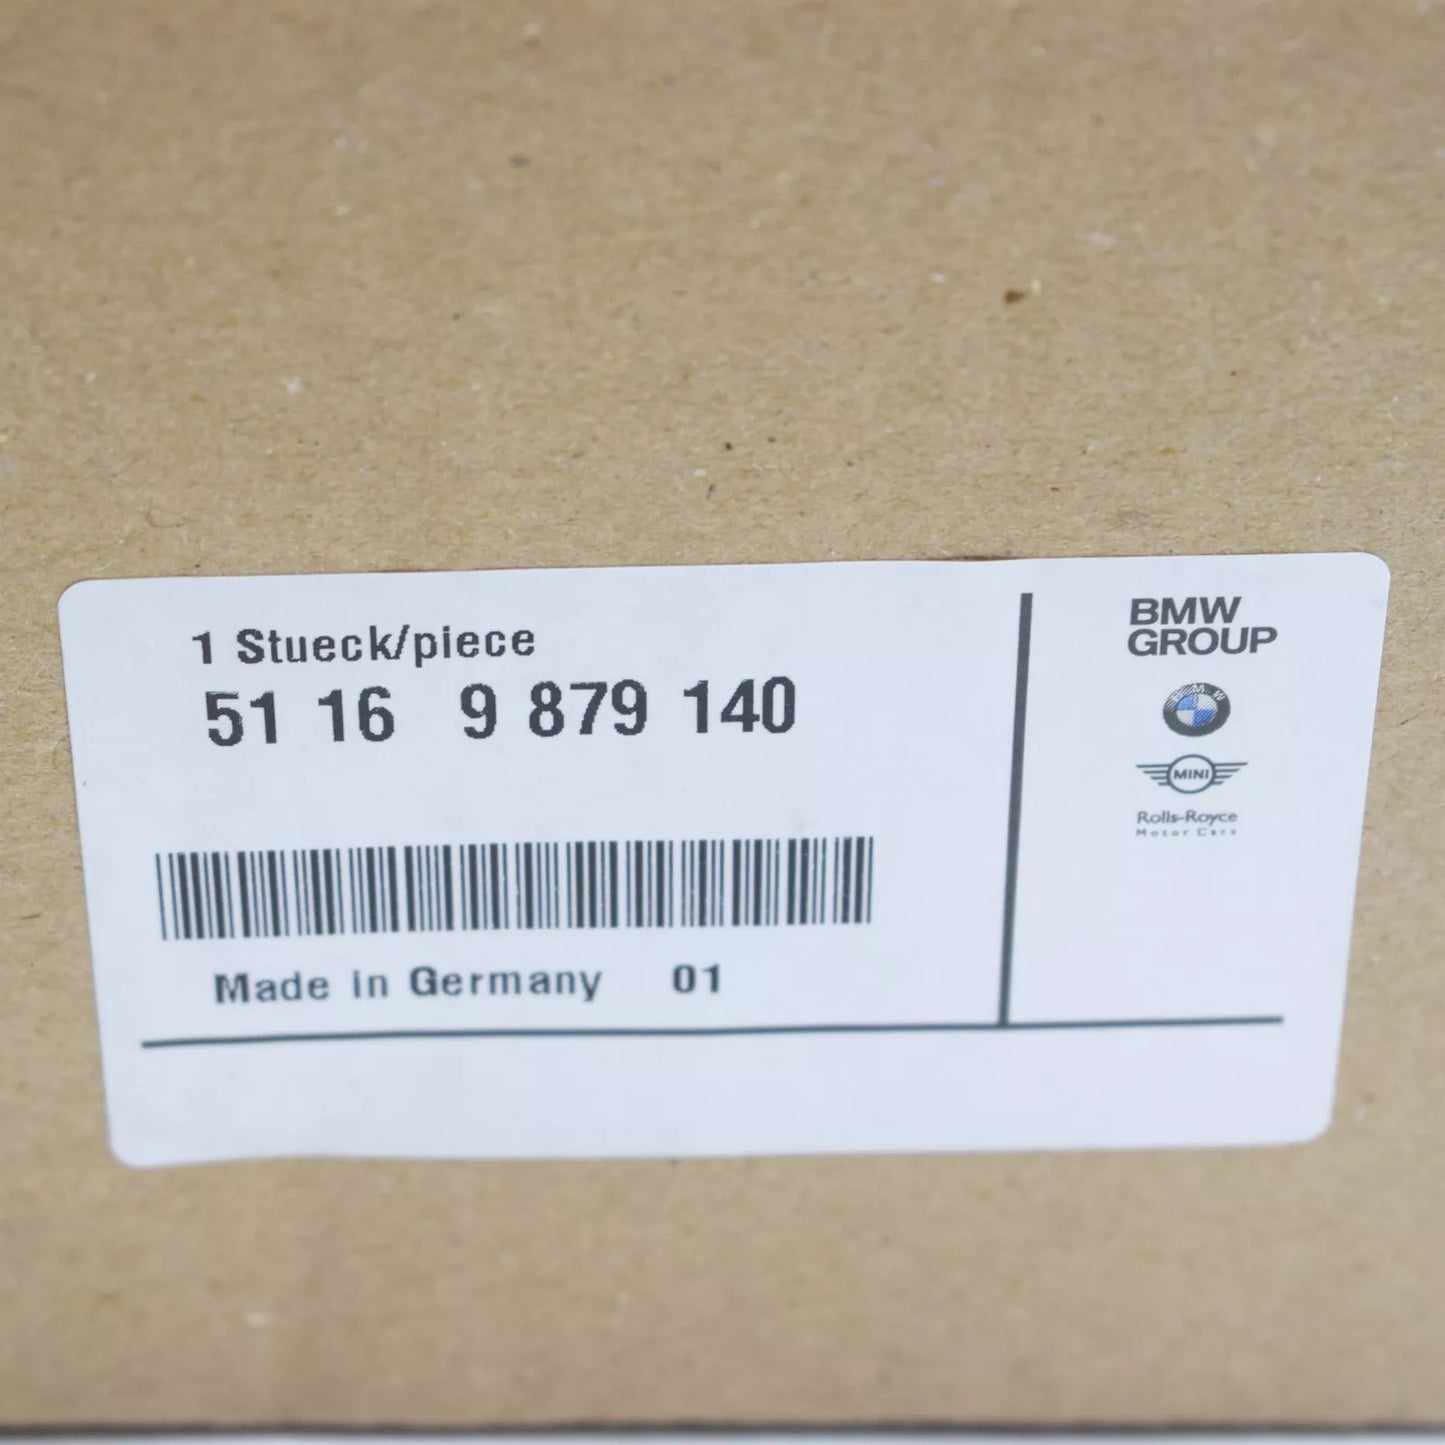 1 Stueck/piece
51 16 9 879 140
Made in Germany 01
BMW
GROUP
BMW
MINI
Rolls-Royce
Motor Cars